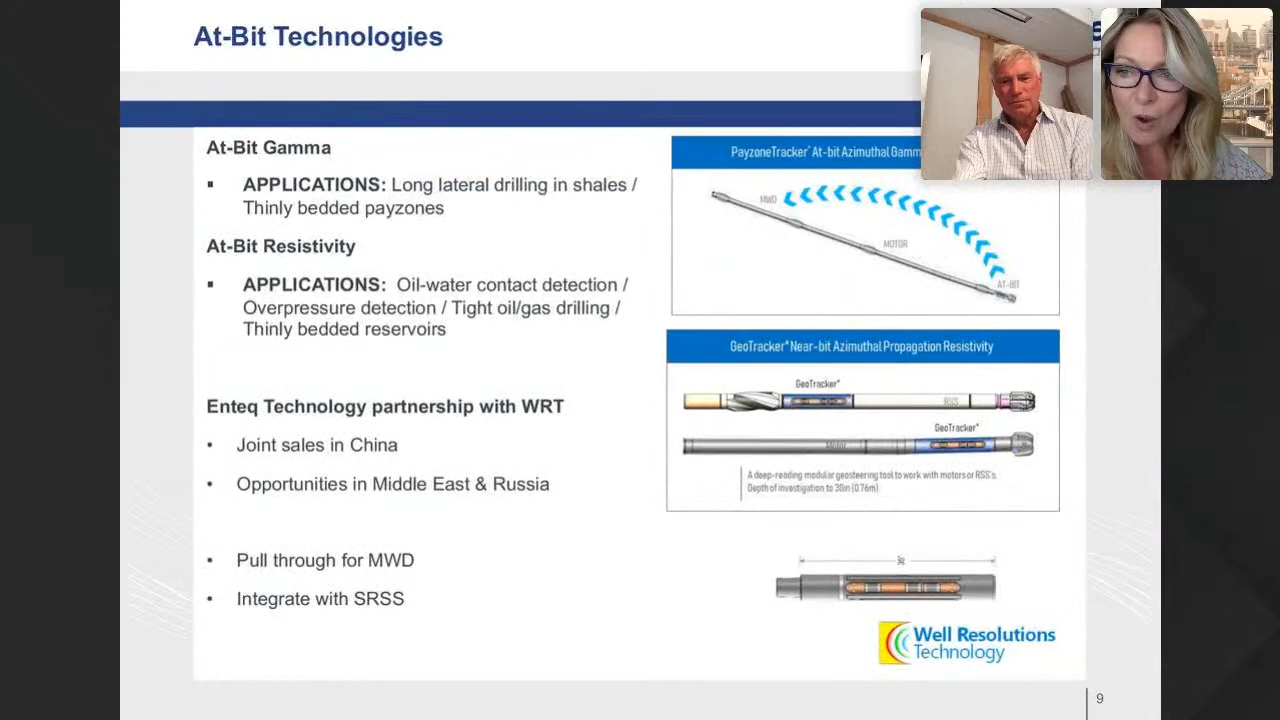 At-Bit Technologies
At-Bit Gamma
▪ APPLICATIONS: Long lateral drilling in shales /
Thinly bedded payzones
At-Bit Resistivity
▪ APPLICATIONS: Oil-water contact detection /
Overpressure detection / Tight oil/gas drilling /
Thinly bedded reservoirs
Enteq Technology partnership with WRT
• Joint sales in China
• Opportunities in Middle East & Russia
• Pull through for MWD
• Integrate with SRSS
PayzoneTracker® At-bit Azimuthal
MWD
MOTOR
AT-BIT
GeoTracker® Near-bit Azimuthal Propagation Resistivity
GeoTracker®
RSS
GeoTracker®
Motor
A deep-reading modular geosteering tool to work with motors or RSS's.
Depth of investigation to 30in (0.76m)
Well Resolutions
Technology
9